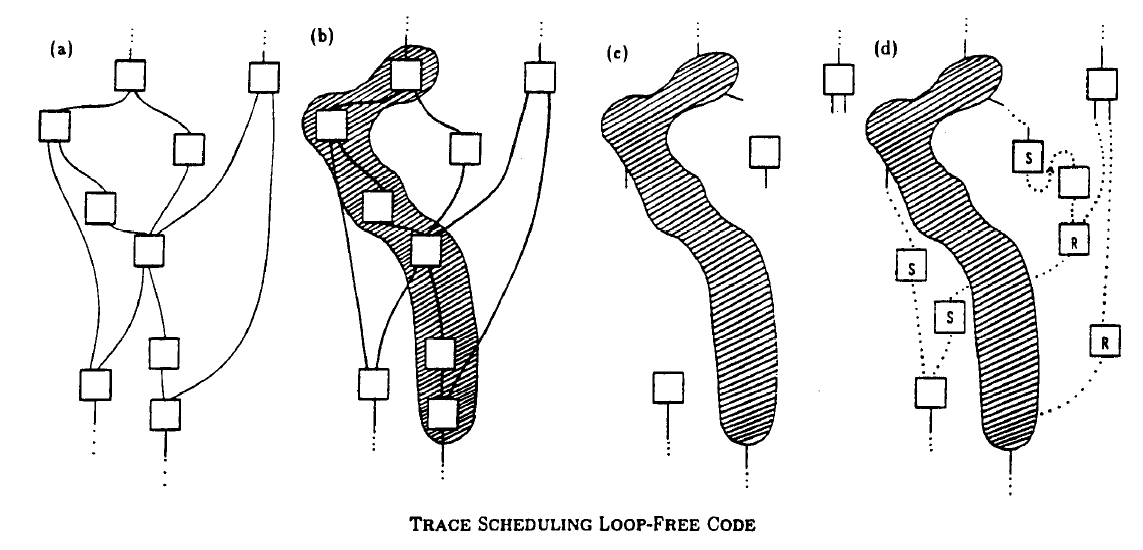 (a)
(b)
(c)
(d)
S
R
S
S
R
TRACE SCHEDULING LOOP-FREE CODE